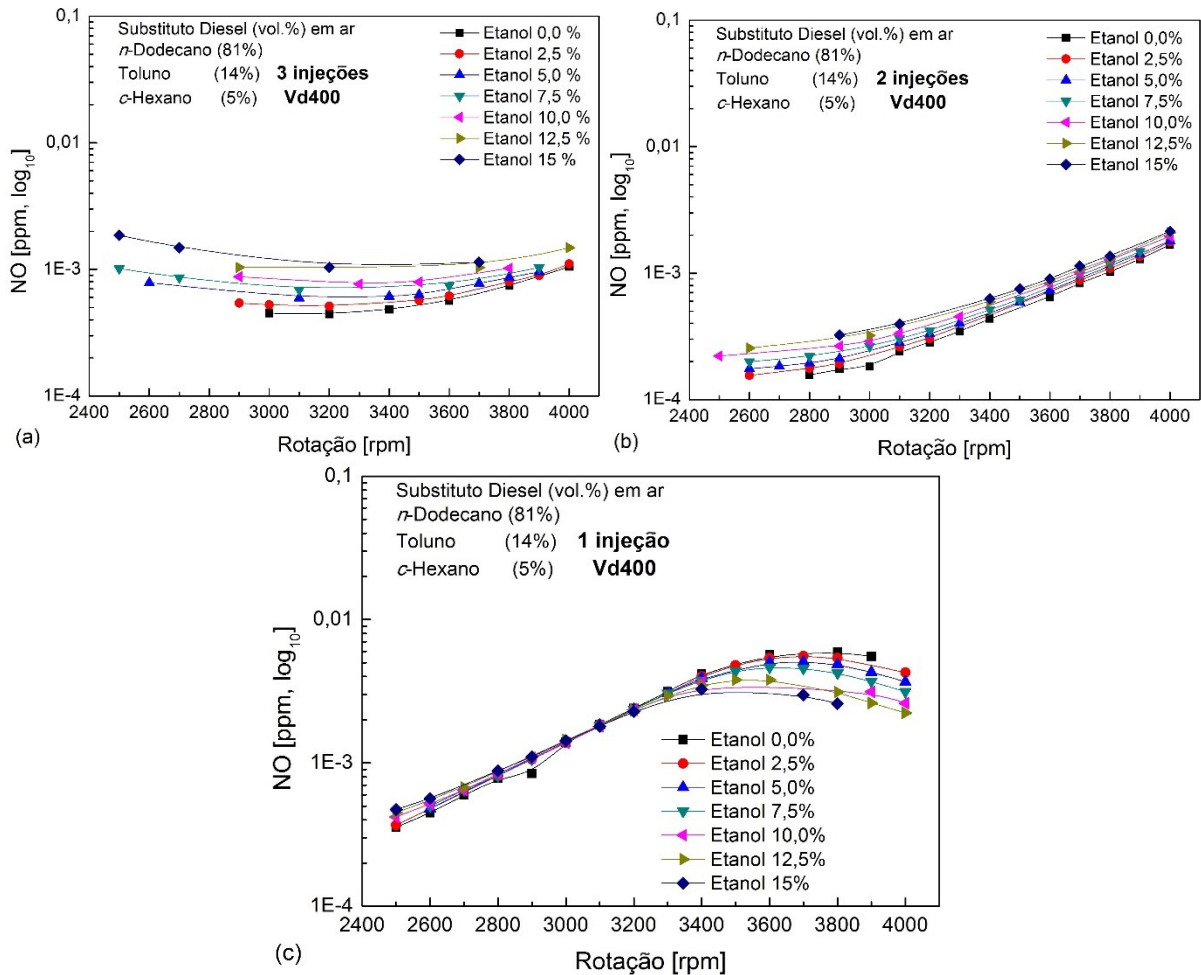 Substituto Diesel (vol.%) em ar
n-Dodecano (81%)
Toluno (14%) 3 injeções
c-Hexano (5%) Vd400
Etanol 0,0 %
Etanol 2,5 %
Etanol 5,0 %
Etanol 7,5 %
Etanol 10,0 %
Etanol 12,5 %
Etanol 15 %
NO [ppm, log10]
0,1
0,01
1E-3
1E-4
2400 2600 2800 3000 3200 3400 3600 3800 4000
Rotação [rpm]
(a)
Substituto Diesel (vol.%) em ar
n-Dodecano (81%)
Toluno (14%) 2 injeções
c-Hexano (5%) Vd400
Etanol 0,0%
Etanol 2,5%
Etanol 5,0%
Etanol 7,5%
Etanol 10,0%
Etanol 12,5%
Etanol 15%
NO [ppm, log10]
0,1
0,01
1E-3
1E-4
2400 2600 2800 3000 3200 3400 3600 3800 4000
Rotação [rpm]
(b)
Substituto Diesel (vol.%) em ar
n-Dodecano (81%)
Toluno (14%) 1 injeção
c-Hexano (5%) Vd400
Etanol 0,0%
Etanol 2,5%
Etanol 5,0%
Etanol 7,5%
Etanol 10,0%
Etanol 12,5%
Etanol 15%
NO [ppm, log10]
0,1
0,01
1E-3
1E-4
2400 2600 2800 3000 3200 3400 3600 3800 4000
Rotação [rpm]
(c)